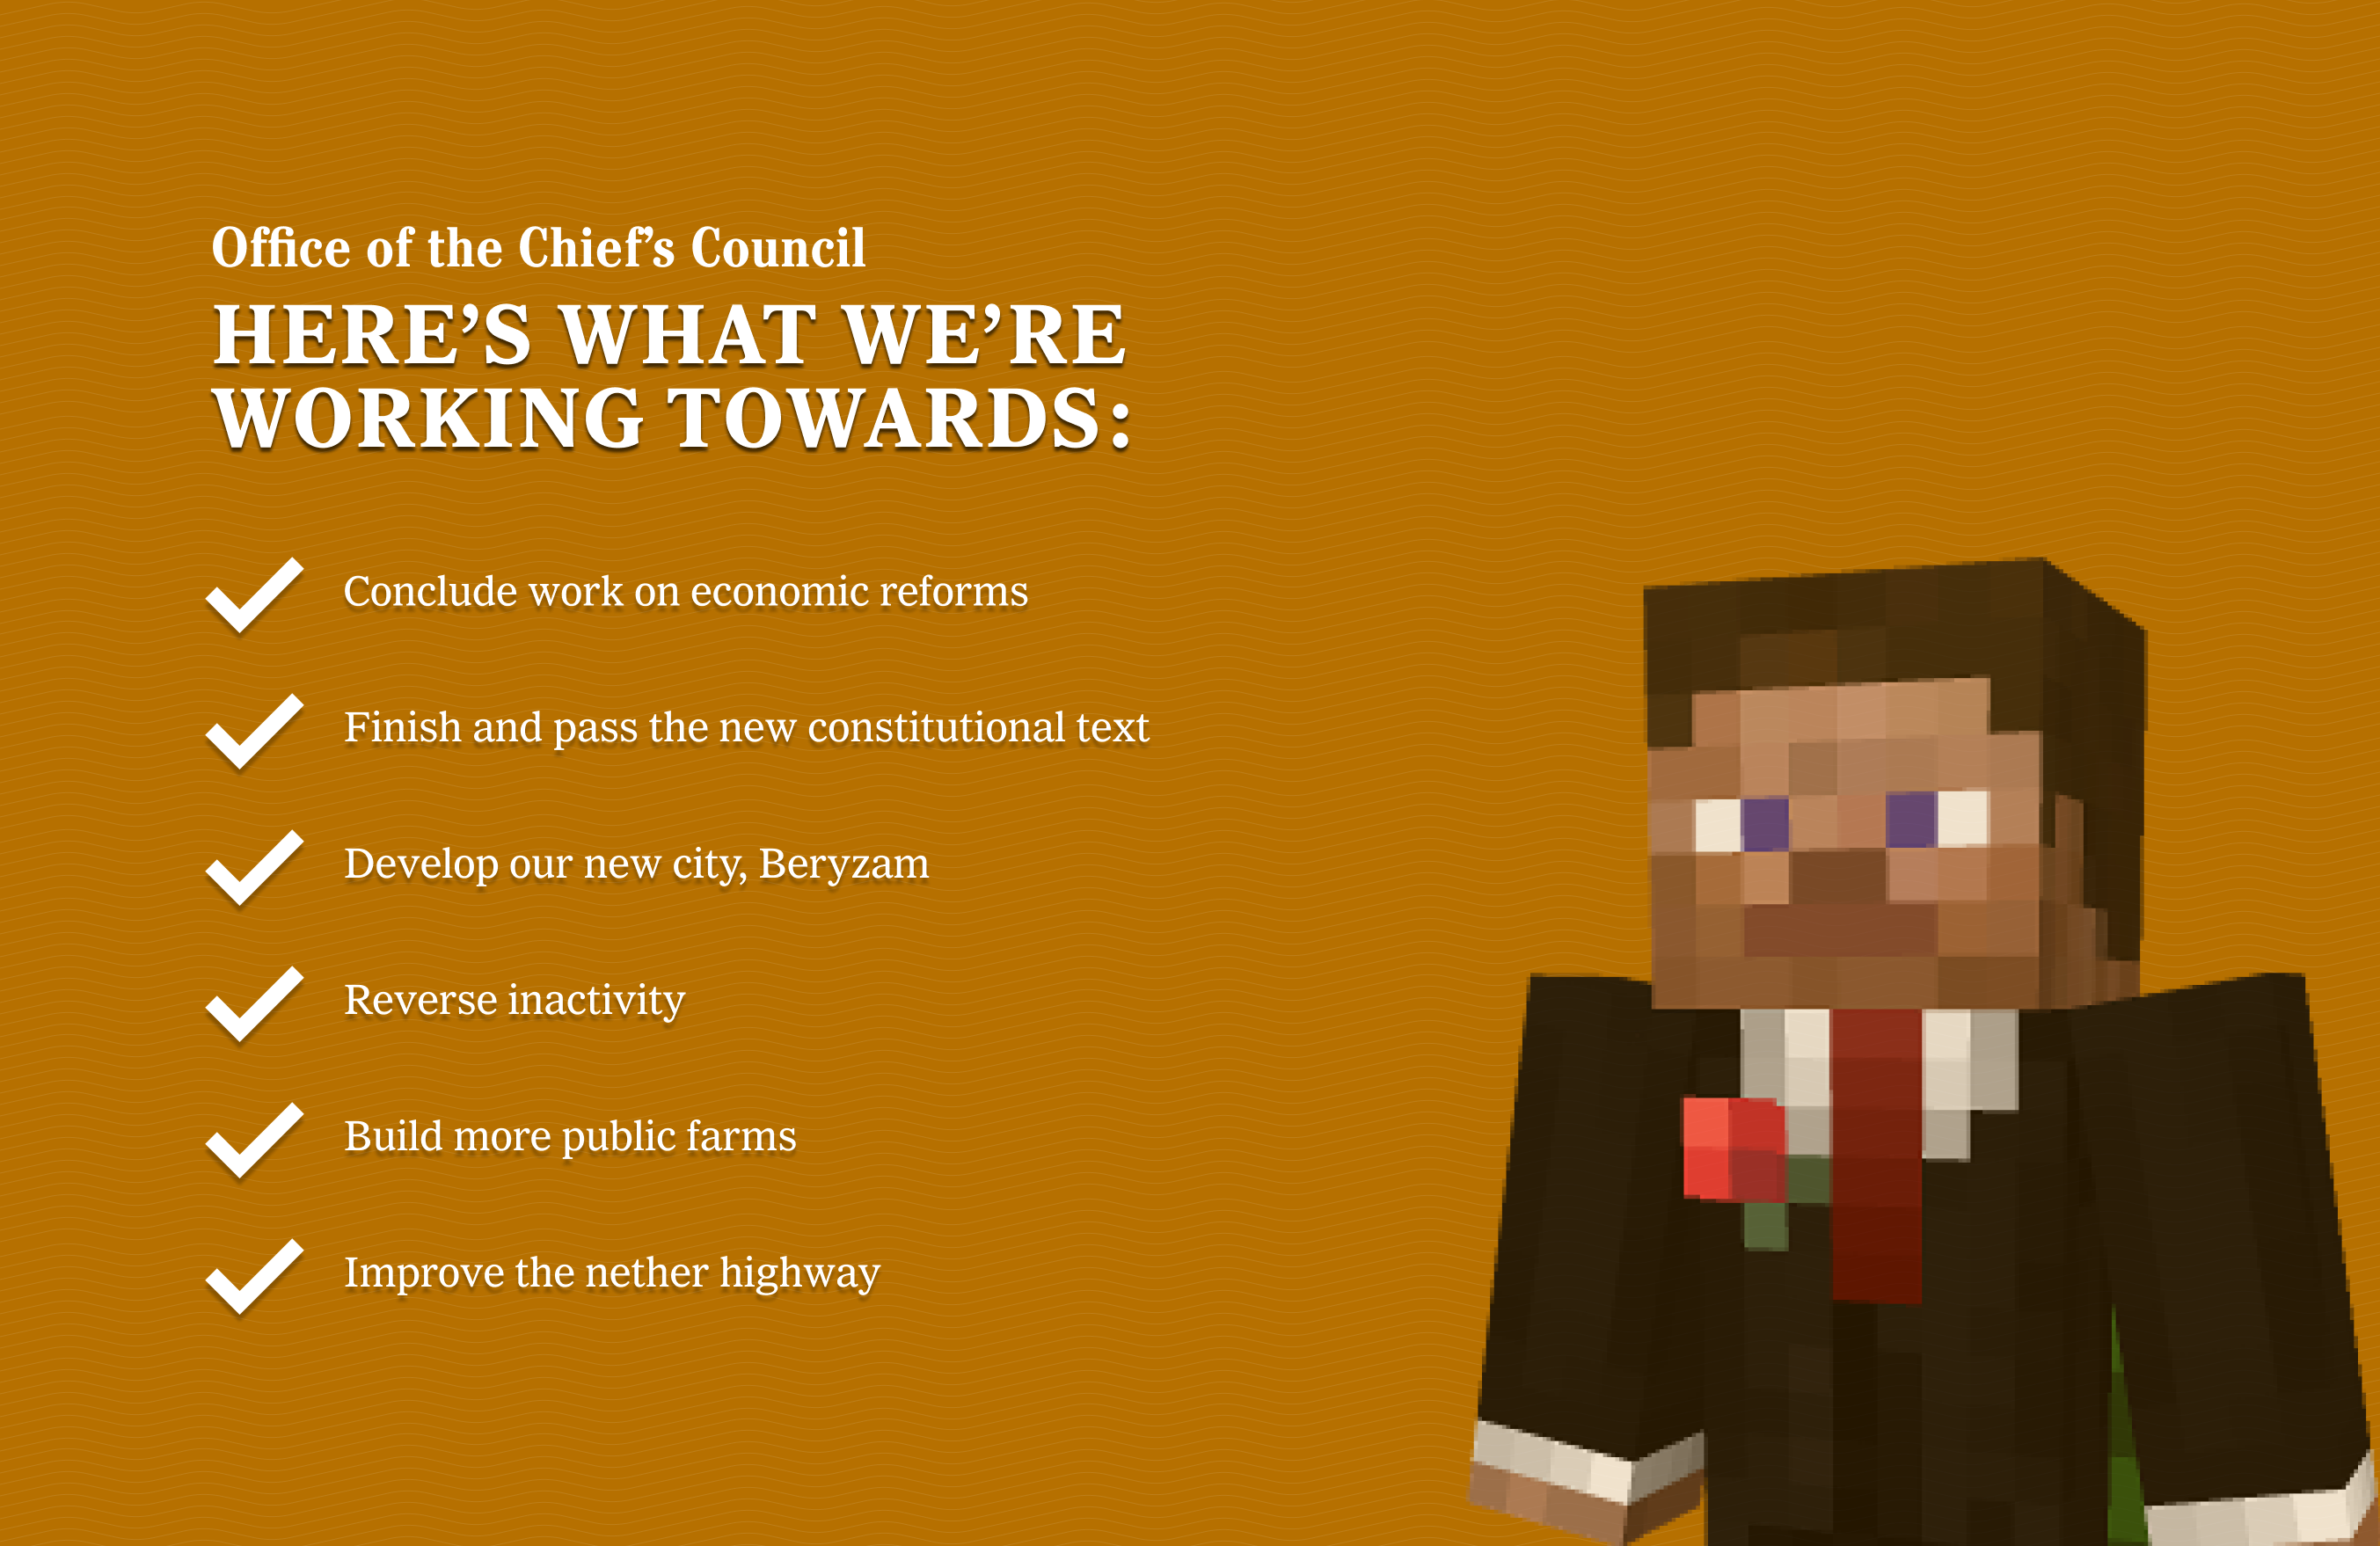 Office of the Chief’s Council
HERE’S WHAT WE’RE
WORKING TOWARDS:
Conclude work on economic reforms
Finish and pass the new constitutional text
Develop our new city, Beryzam
Reverse inactivity
Build more public farms
Improve the nether highway